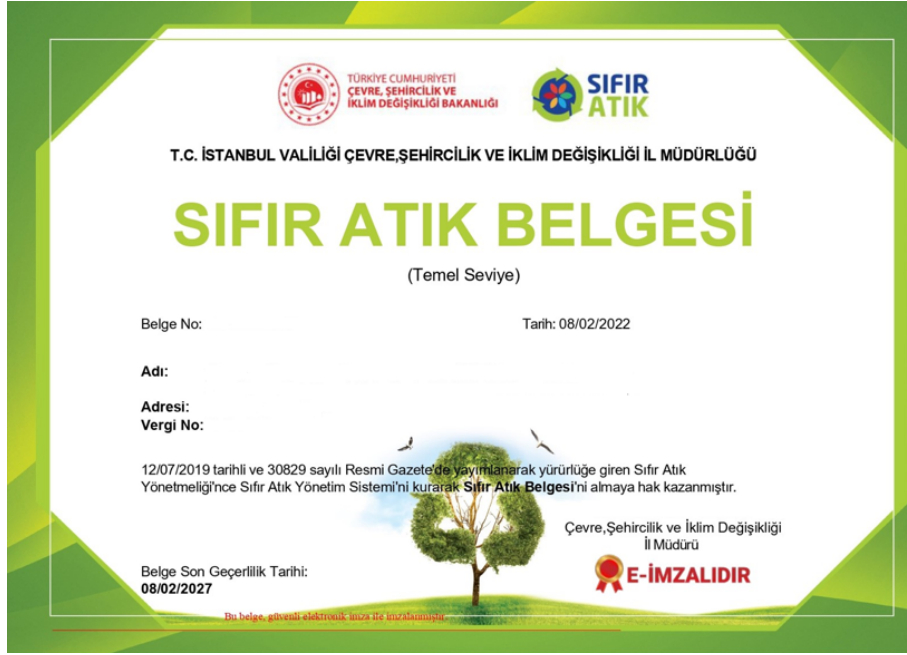 TÜRKİYE CUMHURİYETİ
ÇEVRE, ŞEHİRCİLİK VE
İKLİM DEĞİŞİKLİĞİ BAKANLIĞI
SIFIR
ATIK
T.C. İSTANBUL VALİLİĞİ ÇEVRE,ŞEHİRCİLİK VE İKLİM DEĞİŞİKLİĞİ İL MÜDÜRLÜĞÜ
SIFIR ATIK BELGESİ
(Temel Seviye)
Belge No:
Tarih: 08/02/2022
Adı:
Adresi:
Vergi No:
12/07/2019 tarihli ve 30829 sayılı Resmi Gazete'de yayımlanarak yürürlüğe giren Sıfır Atık
Yönetmeliği'nce Sıfır Atık Yönetim Sistemi'ni kurarak Sıfır Atık Belgesi'ni almaya hak kazanmıştır.
Çevre,Şehircilik ve İklim Değişikliği
İl Müdürü
E-İMZALIDIR
Belge Son Geçerlilik Tarihi:
08/02/2027
Bu belge, güvenli elektronik imza ile imzalanmıştır.